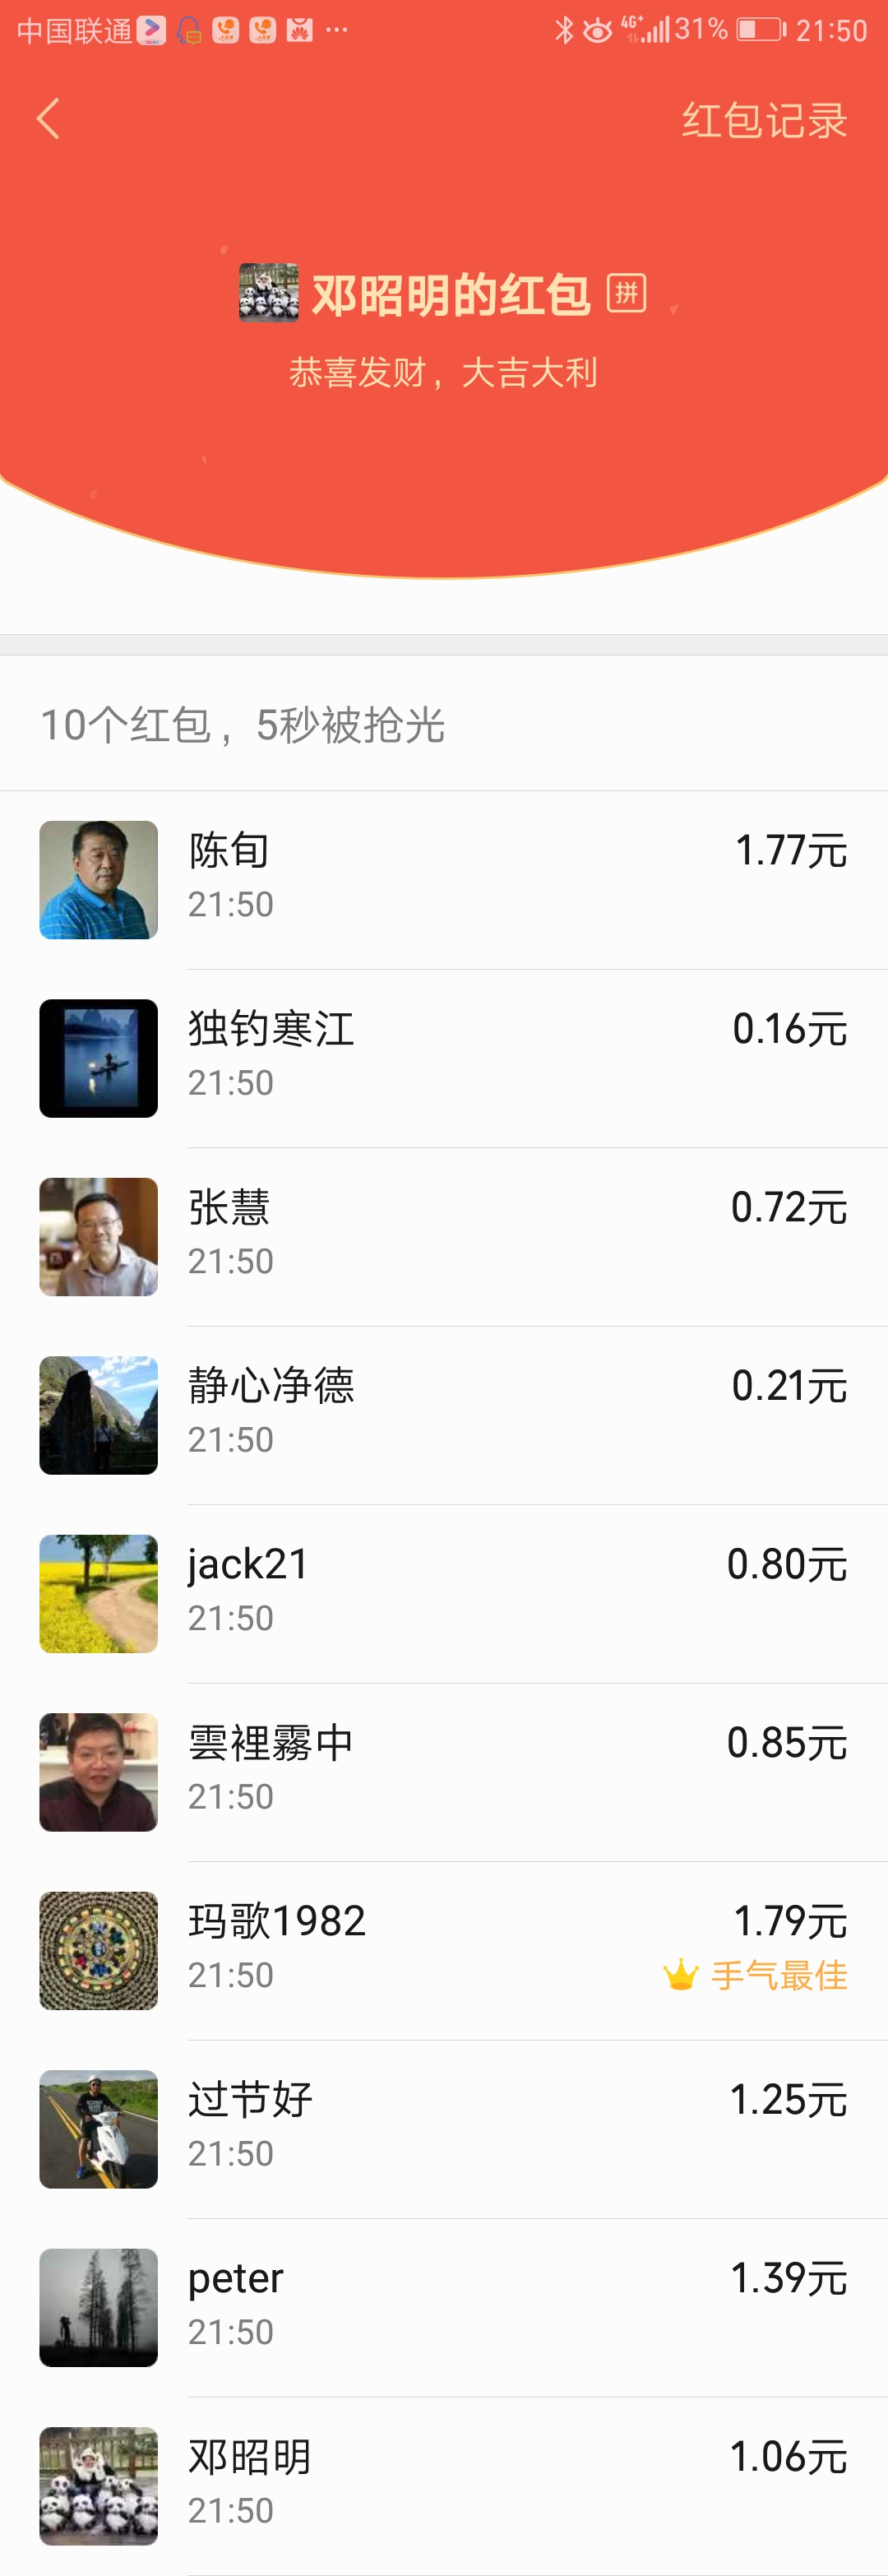 中国联通 ··· 4G+ 31% 21:50
红包记录
邓昭明的红包 拼
恭喜发财，大吉大利
10个红包，5秒被抢光
陈旬 1.77元
21:50
独钓寒江 0.16元
21:50
张慧 0.72元
21:50
静心净德 0.21元
21:50
jack21 0.80元
21:50
雲裡霧中 0.85元
21:50
玛歌1982 1.79元
21:50 手气最佳
过节好 1.25元
21:50
peter 1.39元
21:50
邓昭明 1.06元
21:50